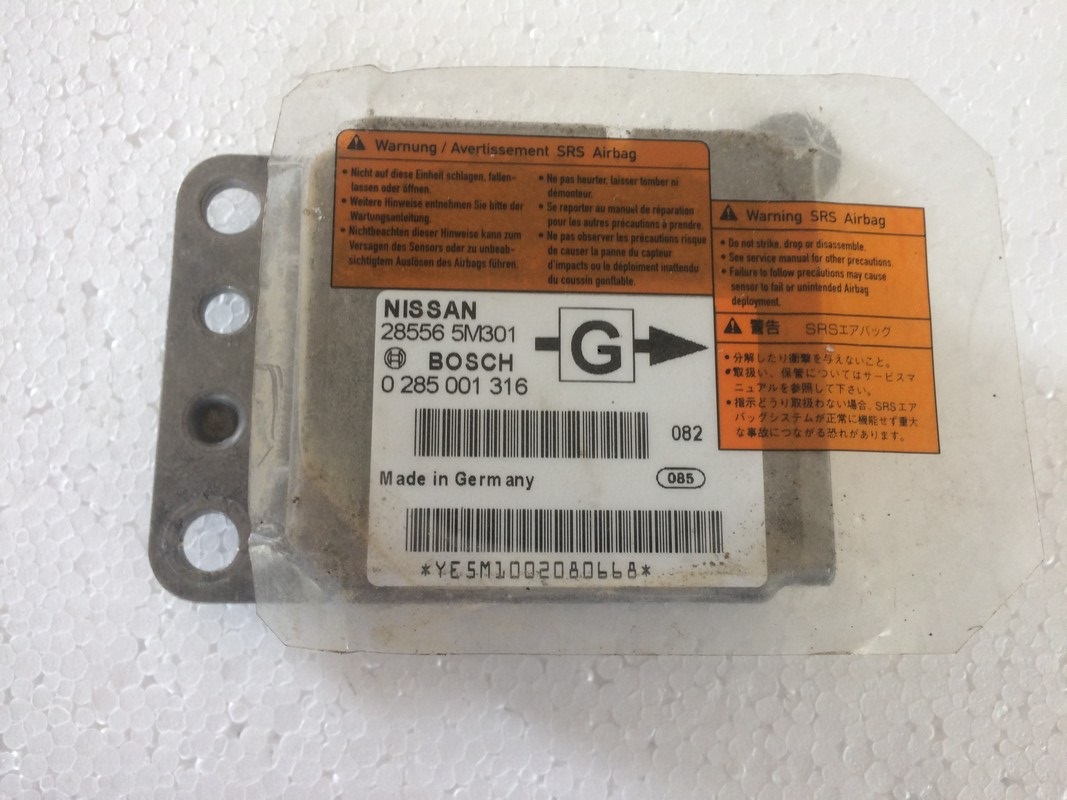 Warnung / Avertissement SRS Airbag
• Nicht auf diese Einheit schlagen, fallen-
lassen oder öffnen.
• Weitere Hinweise entnehmen Sie bitte der
Wartungsanleitung.
• Nichtbeachten dieser Hinweise kann zum
Versagen des Sensors oder zu unbeab-
sichtigtem Auslösen des Airbags führen.
• Ne pas heurter, laisser tomber ni
démonteur.
• Se reporter au manuel de réparation
pour les autres précautions à prendre.
• Ne pas observer les précautions risque
de causer la panne du capteur
d'impacts ou le déploiment inattendu
du coussin gonflable.
Warning SRS Airbag
• Do not strike, drop or disassemble.
• See service manual for other precautions.
• Failure to follow precautions may cause
sensor to fail or unintended Airbag
deployment.
警告 SRSエアバッグ
• 分解したり衝撃を与えないこと。
• 取扱い、保管についてはサービスマ
ニュアルを参照して下さい。
• 指示どうり取扱わない場合、SRSエア
バッグシステムが正常に機能せず重大
な事故につながる恐れがあります。
NISSAN
28556 5M301
BOSCH
0 285 001 316
G
082
Made in Germany
085
*YE5M1002080668*